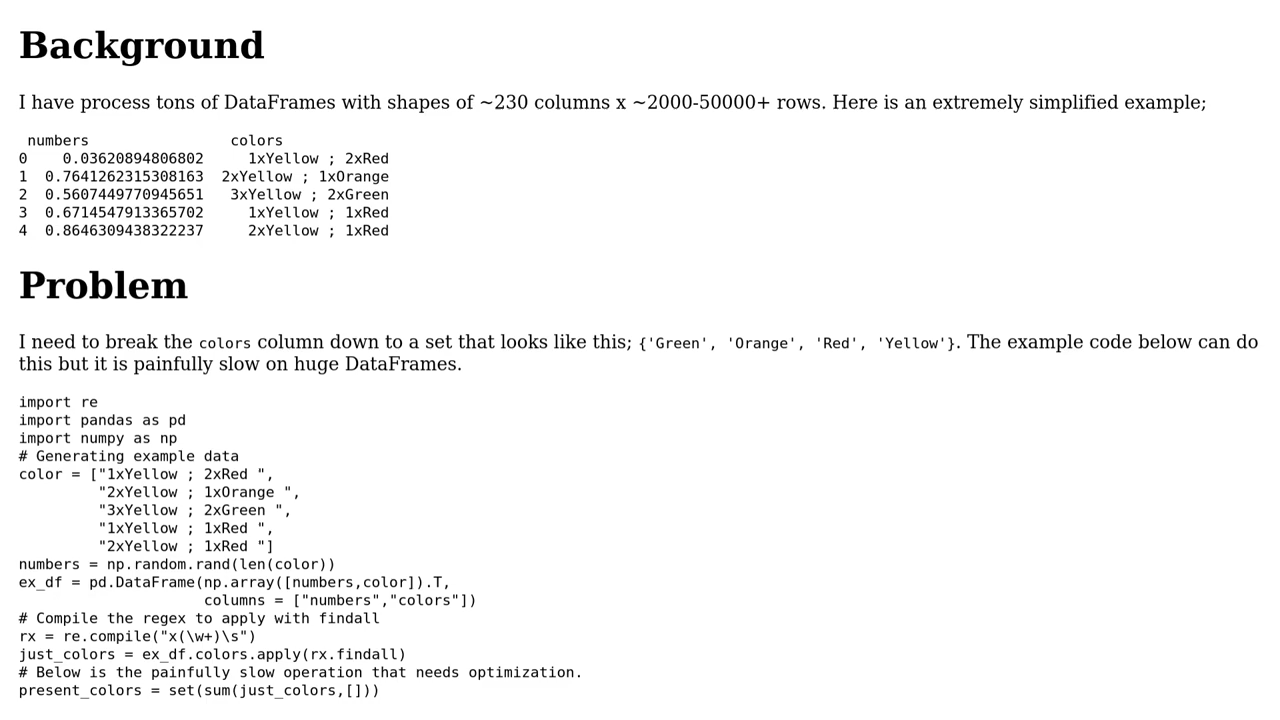 Background
I have process tons of DataFrames with shapes of ~230 columns x ~2000-50000+ rows. Here is an extremely simplified example;
 numbers                colors
0    0.03620894806802     1xYellow ; 2xRed
1  0.7641262315308163  2xYellow ; 1xOrange
2  0.5607449770945651   3xYellow ; 2xGreen
3  0.6714547913365702     1xYellow ; 1xRed
4  0.8646309438322237     2xYellow ; 1xRed
Problem
I need to break the colors column down to a set that looks like this; {'Green', 'Orange', 'Red', 'Yellow'}. The example code below can do
this but it is painfully slow on huge DataFrames.
import re
import pandas as pd
import numpy as np
# Generating example data
color = ["1xYellow ; 2xRed ",
         "2xYellow ; 1xOrange ",
         "3xYellow ; 2xGreen ",
         "1xYellow ; 1xRed ",
         "2xYellow ; 1xRed "]
numbers = np.random.rand(len(color))
ex_df = pd.DataFrame(np.array([numbers,color]).T,
                     columns = ["numbers","colors"])
# Compile the regex to apply with findall
rx = re.compile("x(\w+)\s")
just_colors = ex_df.colors.apply(rx.findall)
# Below is the painfully slow operation that needs optimization.
present_colors = set(sum(just_colors,[]))